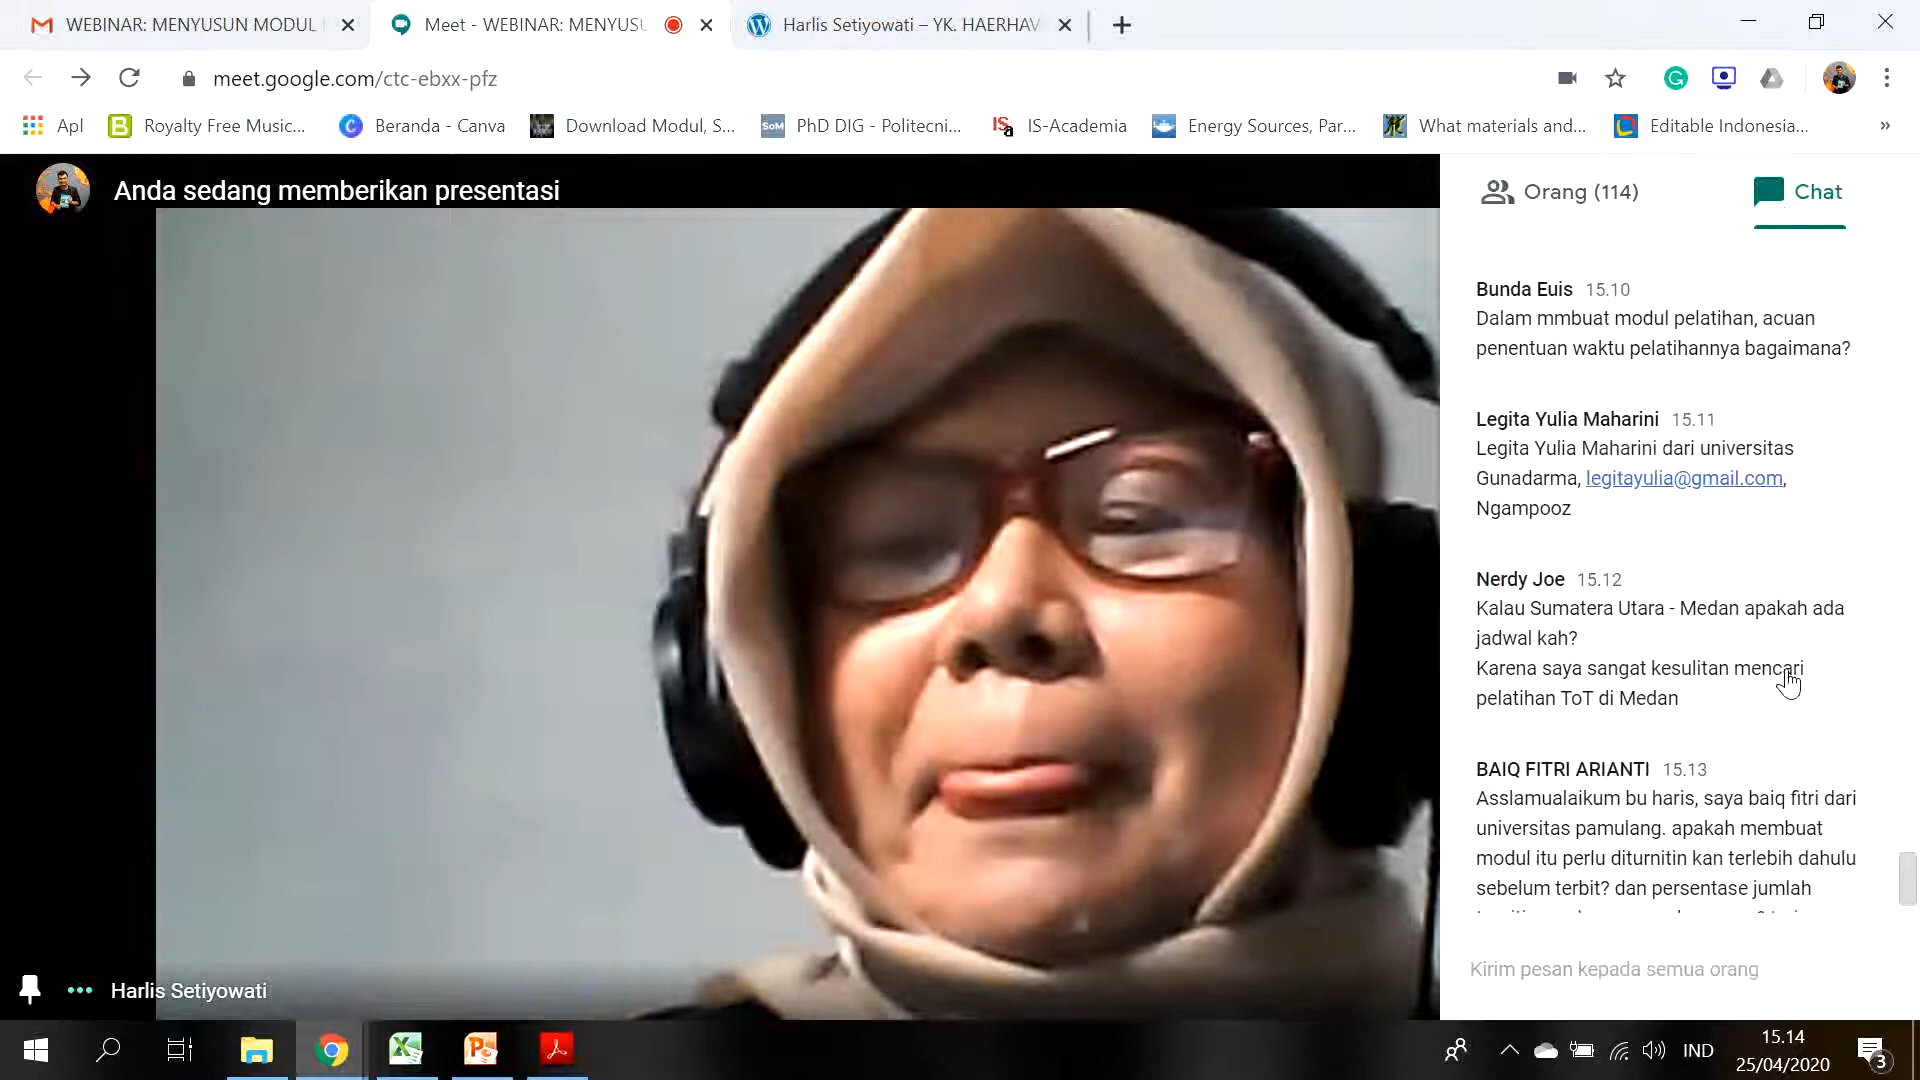 WEBINAR: MENYUSUN MODUL
Meet - WEBINAR: MENYUSU
Harlis Setiyowati – YK. HAERHAV
meet.google.com/ctc-ebxx-pfz
Apl
Royalty Free Music...
Beranda - Canva
Download Modul, S...
SoM
PhD DIG - Politecni...
IS-Academia
Energy Sources, Par...
What materials and...
Editable Indonesia...
»
Anda sedang memberikan presentasi
Orang (114)
Chat
Bunda Euis 15.10
Dalam mmbuat modul pelatihan, acuan
penentuan waktu pelatihannya bagaimana?
Legita Yulia Maharini 15.11
Legita Yulia Maharini dari universitas
Gunadarma, legitayulia@gmail.com,
Ngampooz
Nerdy Joe 15.12
Kalau Sumatera Utara - Medan apakah ada
jadwal kah?
Karena saya sangat kesulitan mencari
pelatihan ToT di Medan
BAIQ FITRI ARIANTI 15.13
Asslamualaikum bu haris, saya baiq fitri dari
universitas pamulang. apakah membuat
modul itu perlu diturnitin kan terlebih dahulu
sebelum terbit? dan persentase jumlah
Kirim pesan kepada semua orang
Harlis Setiyowati
IND
15.14
25/04/2020
3